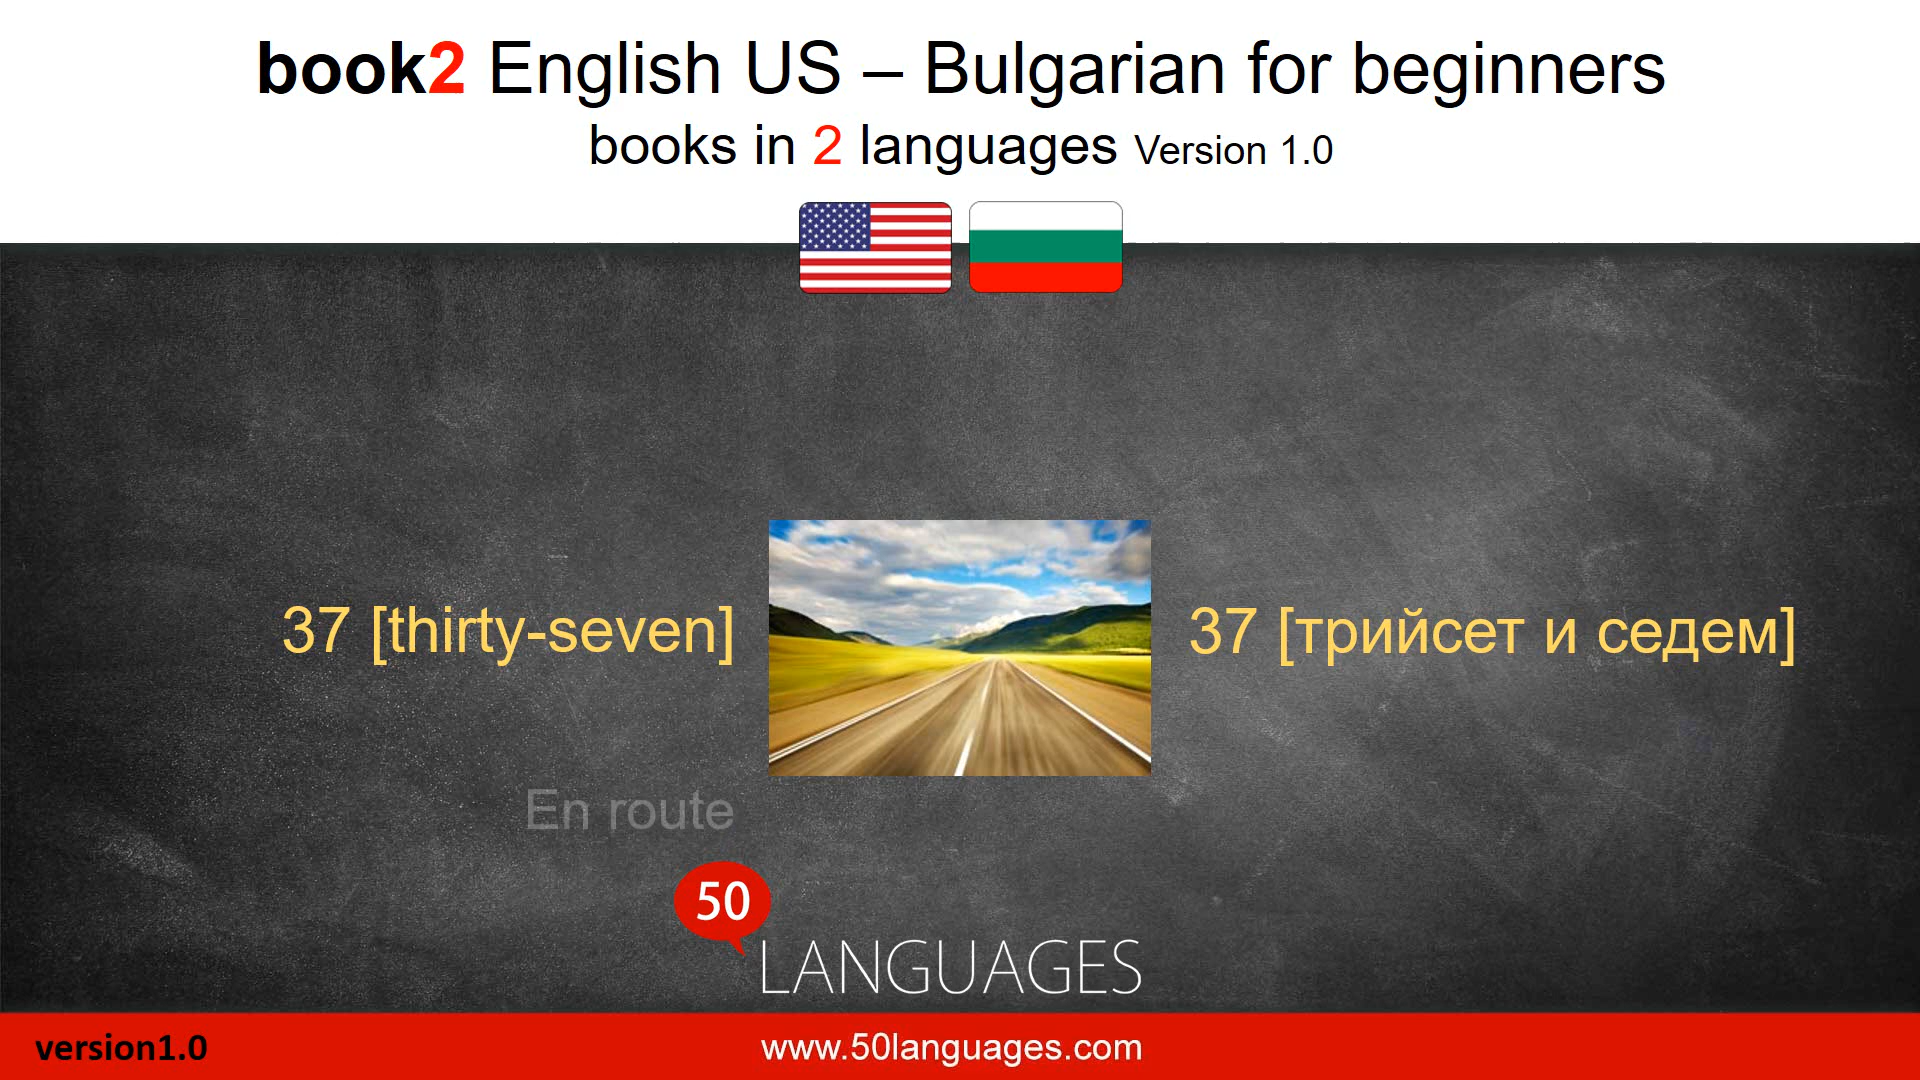 book2 English US – Bulgarian for beginners
books in 2 languages Version 1.0
37 [thirty-seven]
37 [трийсет и седем]
En route
50
LANGUAGES
version1.0
www.50languages.com